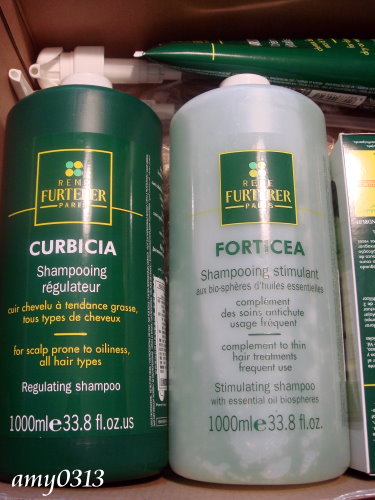 RENE
FURTERER
PARIS
CURBICIA
Shampooing
régulateur
cuir chevelu à tendance grasse,
tous types de cheveux
for scalp prone to oiliness,
all hair types
Regulating shampoo
1000ml e 33.8 fl.oz.us
RENE
FURTERER
PARIS
FORTICEA
Shampooing stimulant
aux bio-sphères d'huiles essentielles
complément
des soins antichute
usage fréquent
complement to thin
hair treatments
frequent use
Stimulating shampoo
with essential oil biospheres
1000ml e 33.8 fl.oz.
amy0313